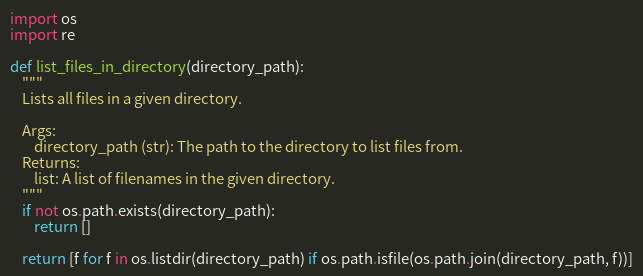 import os
import re

def list_files_in_directory(directory_path):
    """
    Lists all files in a given directory.

    Args:
        directory_path (str): The path to the directory to list files from.
    Returns:
        list: A list of filenames in the given directory.
    """
    if not os.path.exists(directory_path):
        return []

    return [f for f in os.listdir(directory_path) if os.path.isfile(os.path.join(directory_path, f))]